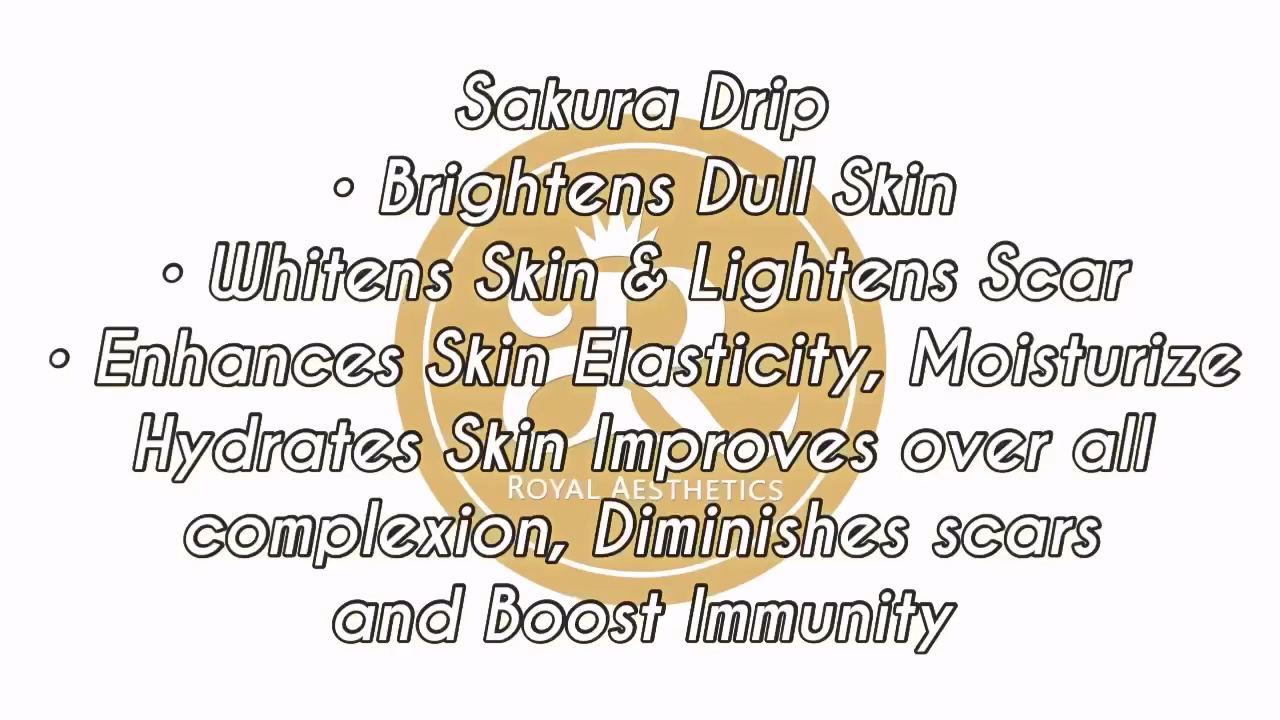 Sakura Drip
• Brightens Dull Skin
• Whitens Skin & Lightens Scar
• Enhances Skin Elasticity, Moisturize
Hydrates Skin Improves over all
ROYAL AESTHETICS
complexion, Diminishes scars
and Boost Immunity